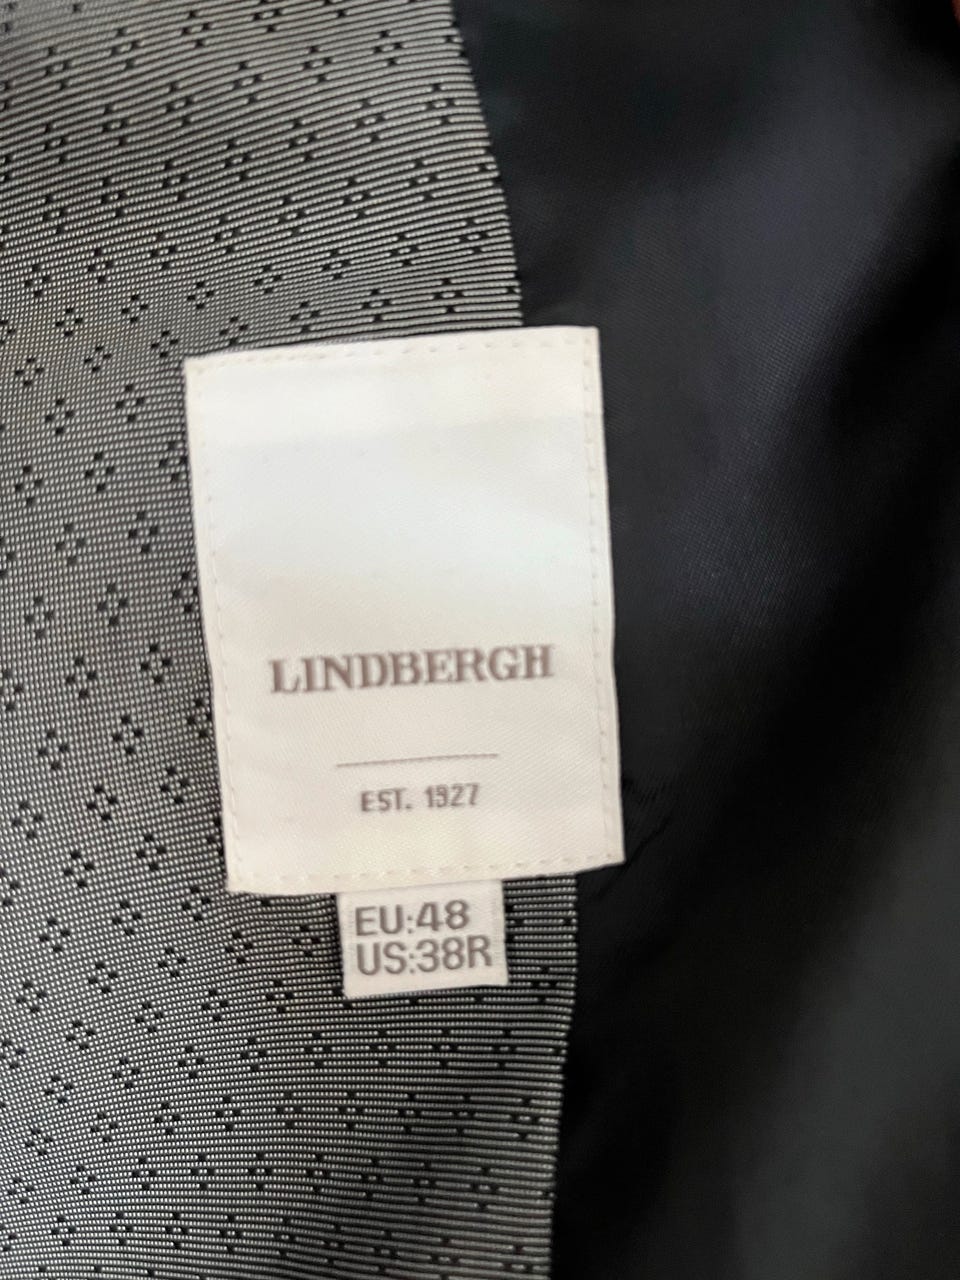 LINDBERGH
EST. 1927
EU:48
US:38R